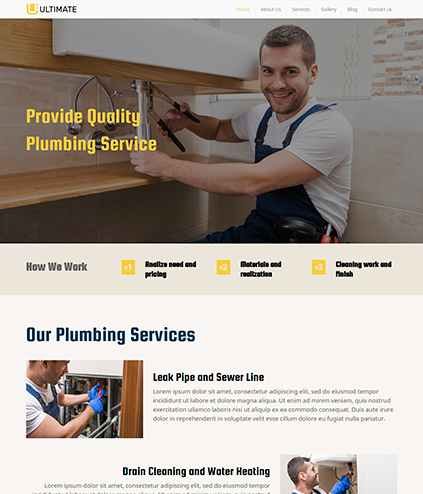 ULTIMATE
Home About Us Services Gallery Blog Contact us
Provide Quality
Plumbing Service
How We Work
#1 Analize need and
pricing
#2 Materials and
realization
#3 Cleaning work and
finish
Our Plumbing Services
Leak Pipe and Sewer Line
Lorem ipsum dolor sit amet, consectetur adipiscing elit, sed do eiusmod tempor
incididunt ut labore et dolore magna aliqua. Ut enim ad minim veniam, quis nostrud
exercitation ullamco laboris nisi ut aliquip ex ea commodo consequat. Duis aute irure
dolor in reprehenderit in voluptate velit esse cillum dolore eu fugiat nulla pariatur.
Drain Cleaning and Water Heating
Lorem ipsum dolor sit amet, consectetur adipiscing elit, sed